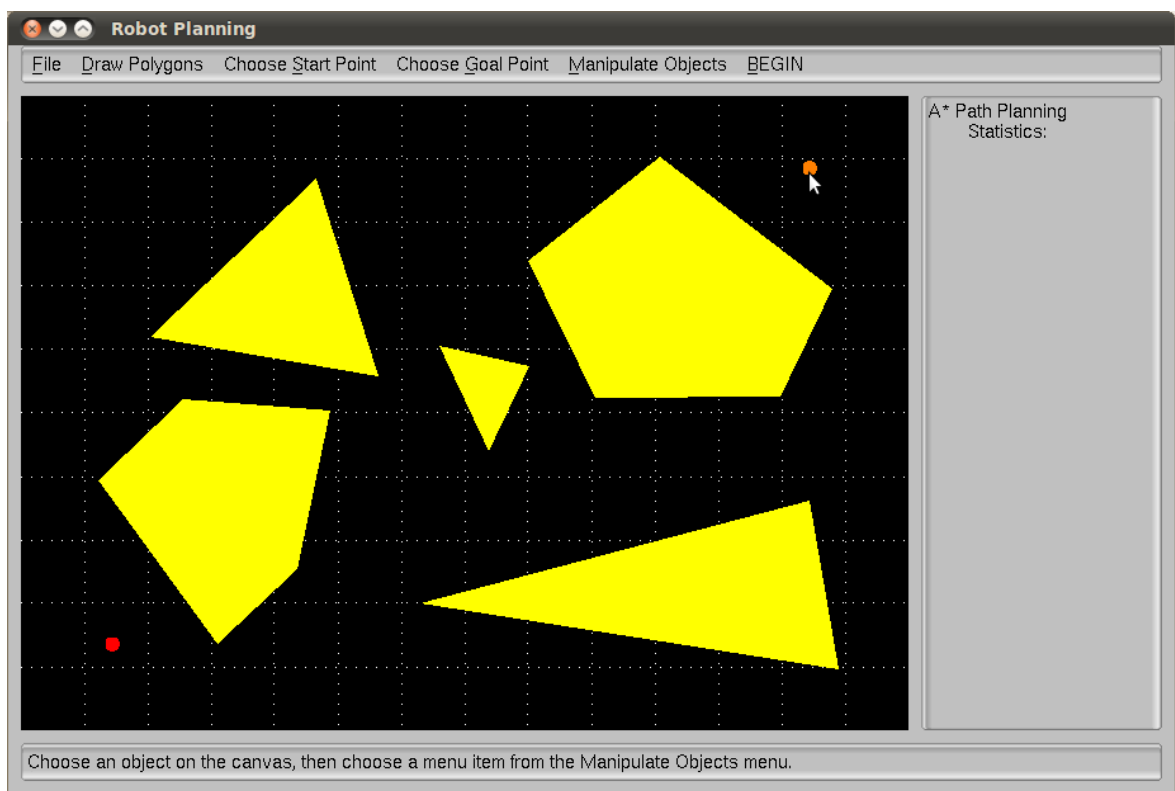 Robot Planning
File Draw Polygons Choose Start Point Choose Goal Point Manipulate Objects BEGIN
A* Path Planning
Statistics:
Choose an object on the canvas, then choose a menu item from the Manipulate Objects menu.